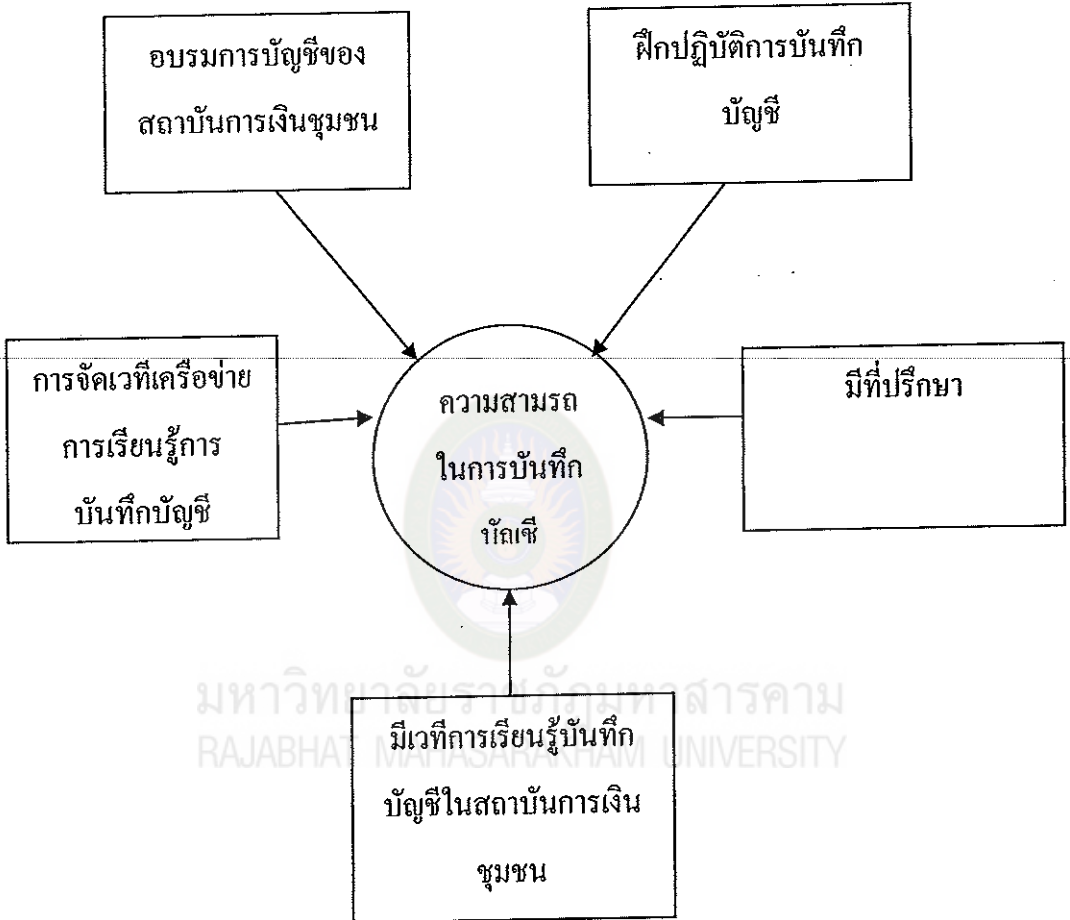 อบรมการบัญชีของ
สถาบันการเงินชุมชน
ฝึกปฏิบัติการบันทึก
บัญชี
การจัดเวทีเครือข่าย
การเรียนรู้การ
บันทึกบัญชี
ความสามรถ
ในการบันทึก
บัญชี
มีที่ปรึกษา
มหาวิทยาลัยราชภัฏมหาสารคาม
RAJABHAT MAHASARAKHAM UNIVERSITY
มีเวทีการเรียนรู้บันทึก
บัญชีในสถาบันการเงิน
ชุมชน